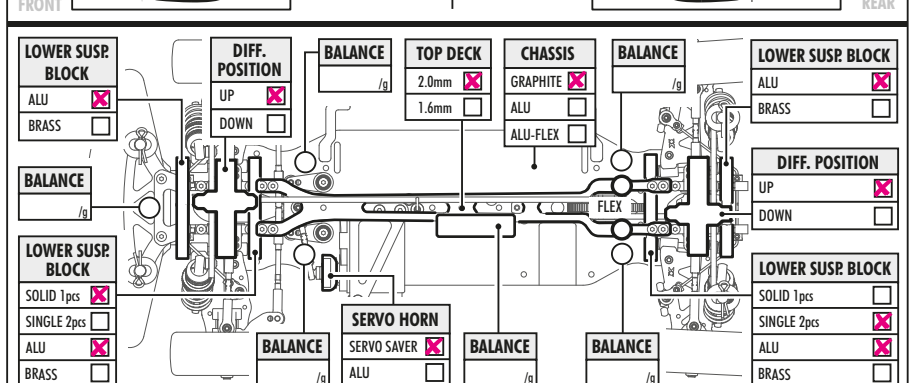 FRONT
REAR
LOWER SUSP. BLOCK
ALU
BRASS
DIFF. POSITION
UP
DOWN
BALANCE
/g
TOP DECK
2.0mm
1.6mm
CHASSIS
GRAPHITE
ALU
ALU-FLEX
BALANCE
/g
LOWER SUSP. BLOCK
ALU
BRASS
BALANCE
/g
DIFF. POSITION
UP
DOWN
FLEX
LOWER SUSP. BLOCK
SOLID 1pcs
SINGLE 2pcs
ALU
BRASS
BALANCE
/g
SERVO HORN
SERVO SAVER
ALU
BALANCE
/g
BALANCE
/g
LOWER SUSP. BLOCK
SOLID 1pcs
SINGLE 2pcs
ALU
BRASS